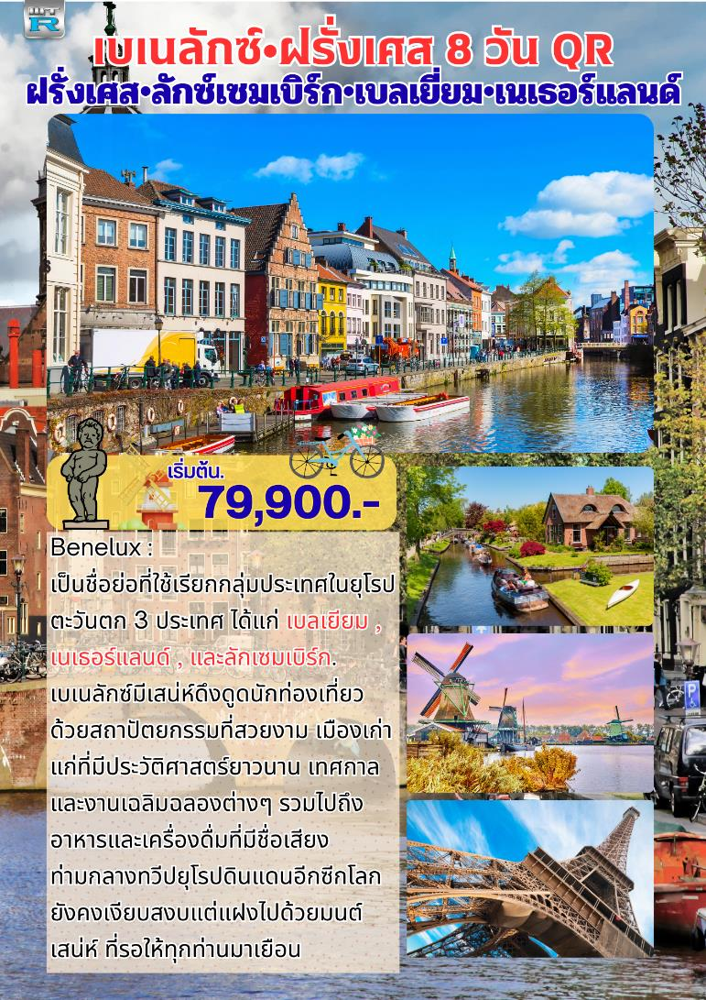 MTR
เบเนลักซ์•ฝรั่งเศส 8 วัน QR
ฝรั่งเศส•ลักซ์เซมเบิร์ก•เบลเยี่ยม•เนเธอร์แลนด์
เริ่มต้น.
79,900.-
Benelux :
เป็นชื่อย่อที่ใช้เรียกกลุ่มประเทศในยุโรป
ตะวันตก 3 ประเทศ ได้แก่ เบลเยียม ,
เนเธอร์แลนด์ , และลักเซมเบิร์ก.
เบเนลักซ์มีเสน่ห์ดึงดูดนักท่องเที่ยว
ด้วยสถาปัตยกรรมที่สวยงาม เมืองเก่า
แก่ที่มีประวัติศาสตร์ยาวนาน เทศกาล
และงานเฉลิมฉลองต่างๆ รวมไปถึง
อาหารและเครื่องดื่มที่มีชื่อเสียง
ท่ามกลางทวีปยุโรปดินแดนอีกซีกโลก
ยังคงเงียบสงบแต่แฝงไปด้วยมนต์
เสน่ห์ ที่รอให้ทุกท่านมาเยือน
P